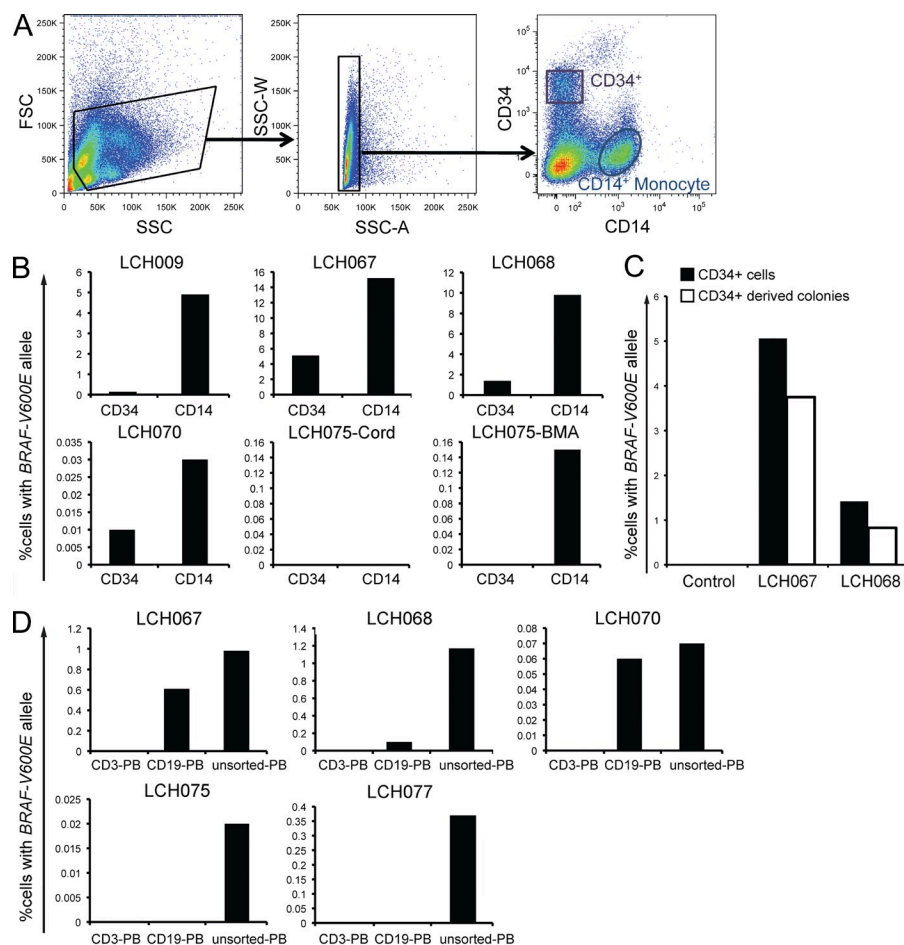 A
FSC
250K
200K
150K
100K
50K
0
0 50K 100K 150K 200K 250K
SSC
SSC-W
250K
200K
150K
100K
50K
0
0 50K 100K 150K 200K 250K
SSC-A
CD34
10^5
10^4
10^3
0
CD34+
CD14+ Monocyte
0 10^2 10^3 10^4 10^5
CD14
B
%cells with BRAF-V600E allele
LCH009
6
5
4
3
2
1
0
CD34 CD14
LCH067
16
14
12
10
8
6
4
2
0
CD34 CD14
LCH068
12
10
8
6
4
2
0
CD34 CD14
LCH070
0.035
0.03
0.025
0.02
0.015
0.01
0.005
0
CD34 CD14
LCH075-Cord
0.16
0.14
0.12
0.1
0.08
0.06
0.04
0.02
0
CD34 CD14
LCH075-BMA
0.16
0.14
0.12
0.1
0.08
0.06
0.04
0.02
0
CD34 CD14
C
CD34+ cells
CD34+ derived colonies
%cells with BRAF-V600E allele
6
5
4
3
2
1
0
Control LCH067 LCH068
D
%cells with BRAF-V600E allele
LCH067
1.2
1
0.8
0.6
0.4
0.2
0
CD3-PB CD19-PB unsorted-PB
LCH068
1.4
1.2
1
0.8
0.6
0.4
0.2
0
CD3-PB CD19-PB unsorted-PB
LCH070
0.08
0.07
0.06
0.05
0.04
0.03
0.02
0.01
0
CD3-PB CD19-PB unsorted-PB
LCH075
0.025
0.02
0.015
0.01
0.005
0
CD3-PB CD19-PB unsorted-PB
LCH077
0.4
0.35
0.3
0.25
0.2
0.15
0.1
0.05
0
CD3-PB CD19-PB unsorted-PB